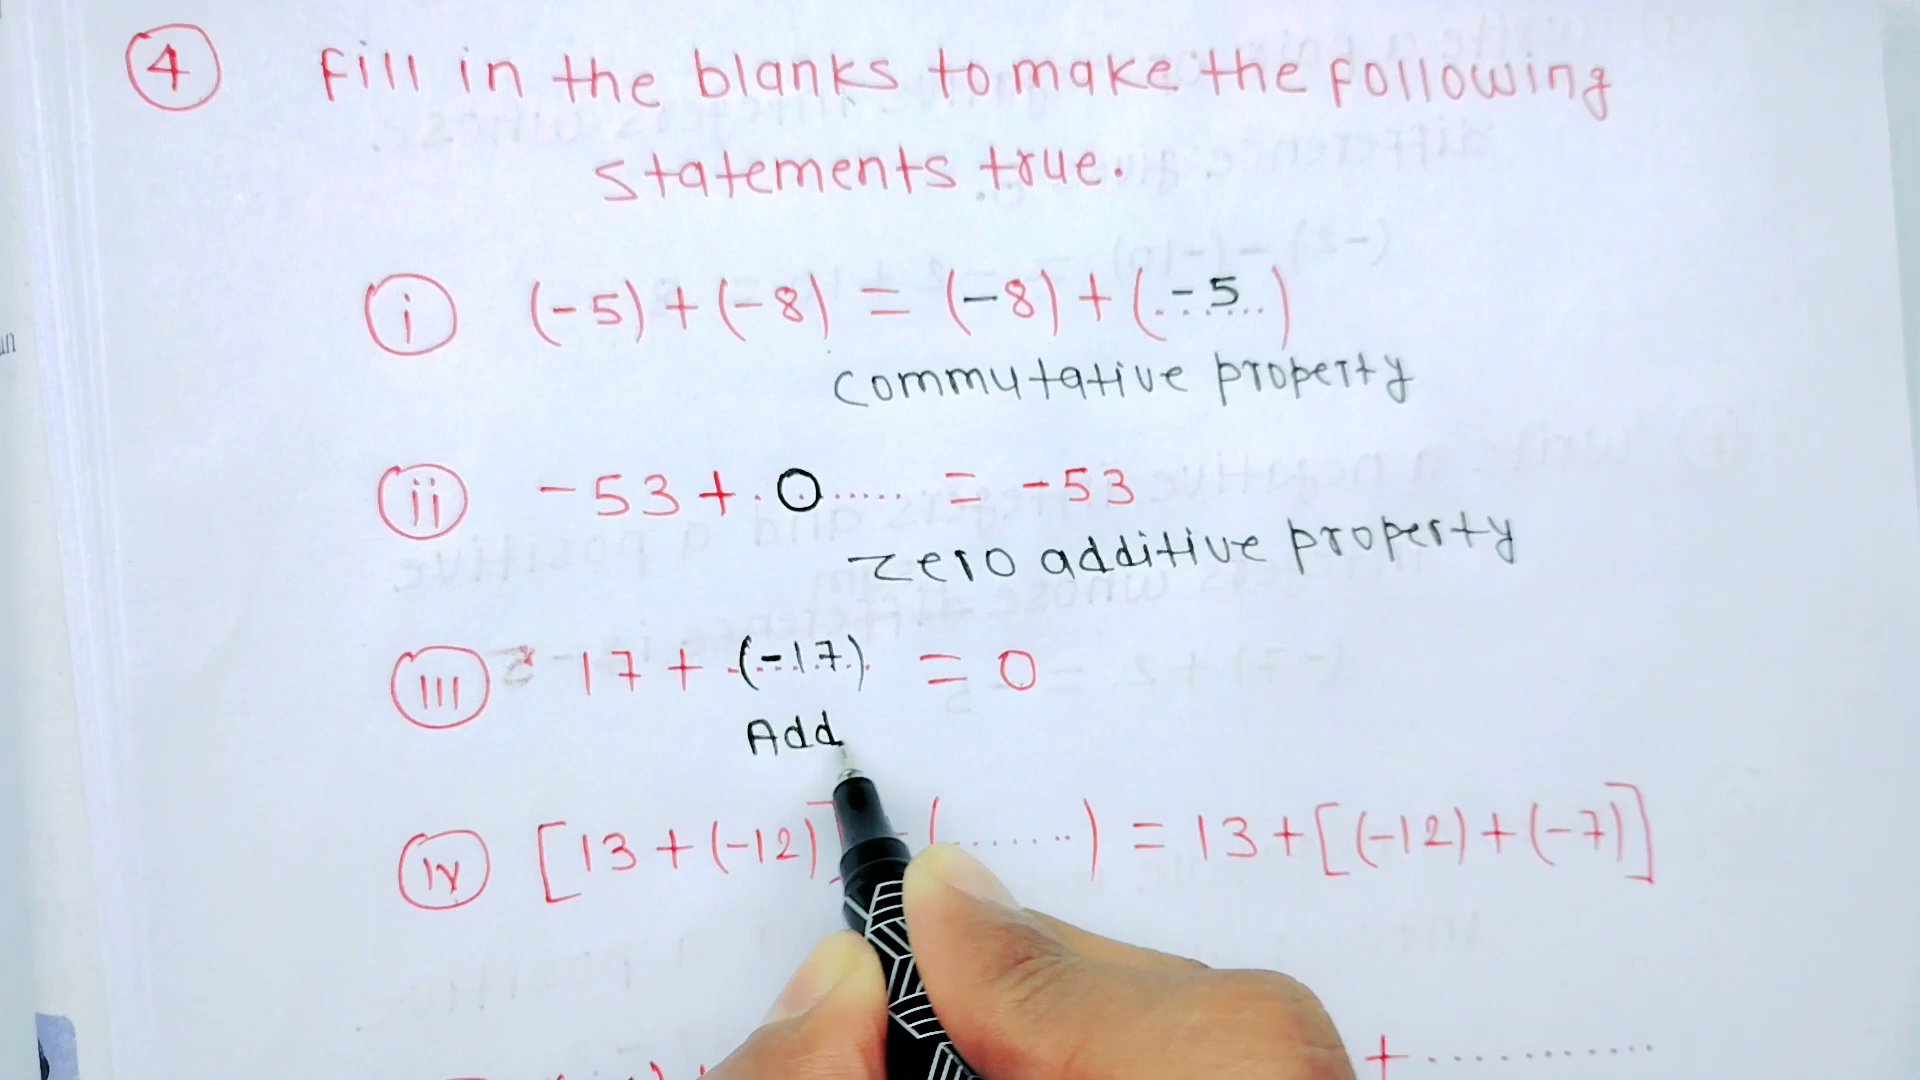 4 Fill in the blanks to make the following
statements true.
i (-5) + (-8) = (-8) + (...-5...)
commutative property
ii -53 + .0..... = -53
zero additive property
iii 17 + (-17) = 0
Add
iv [13 + (-12)] (.......) = 13 + [(-12) + (-7)]
+ ...........